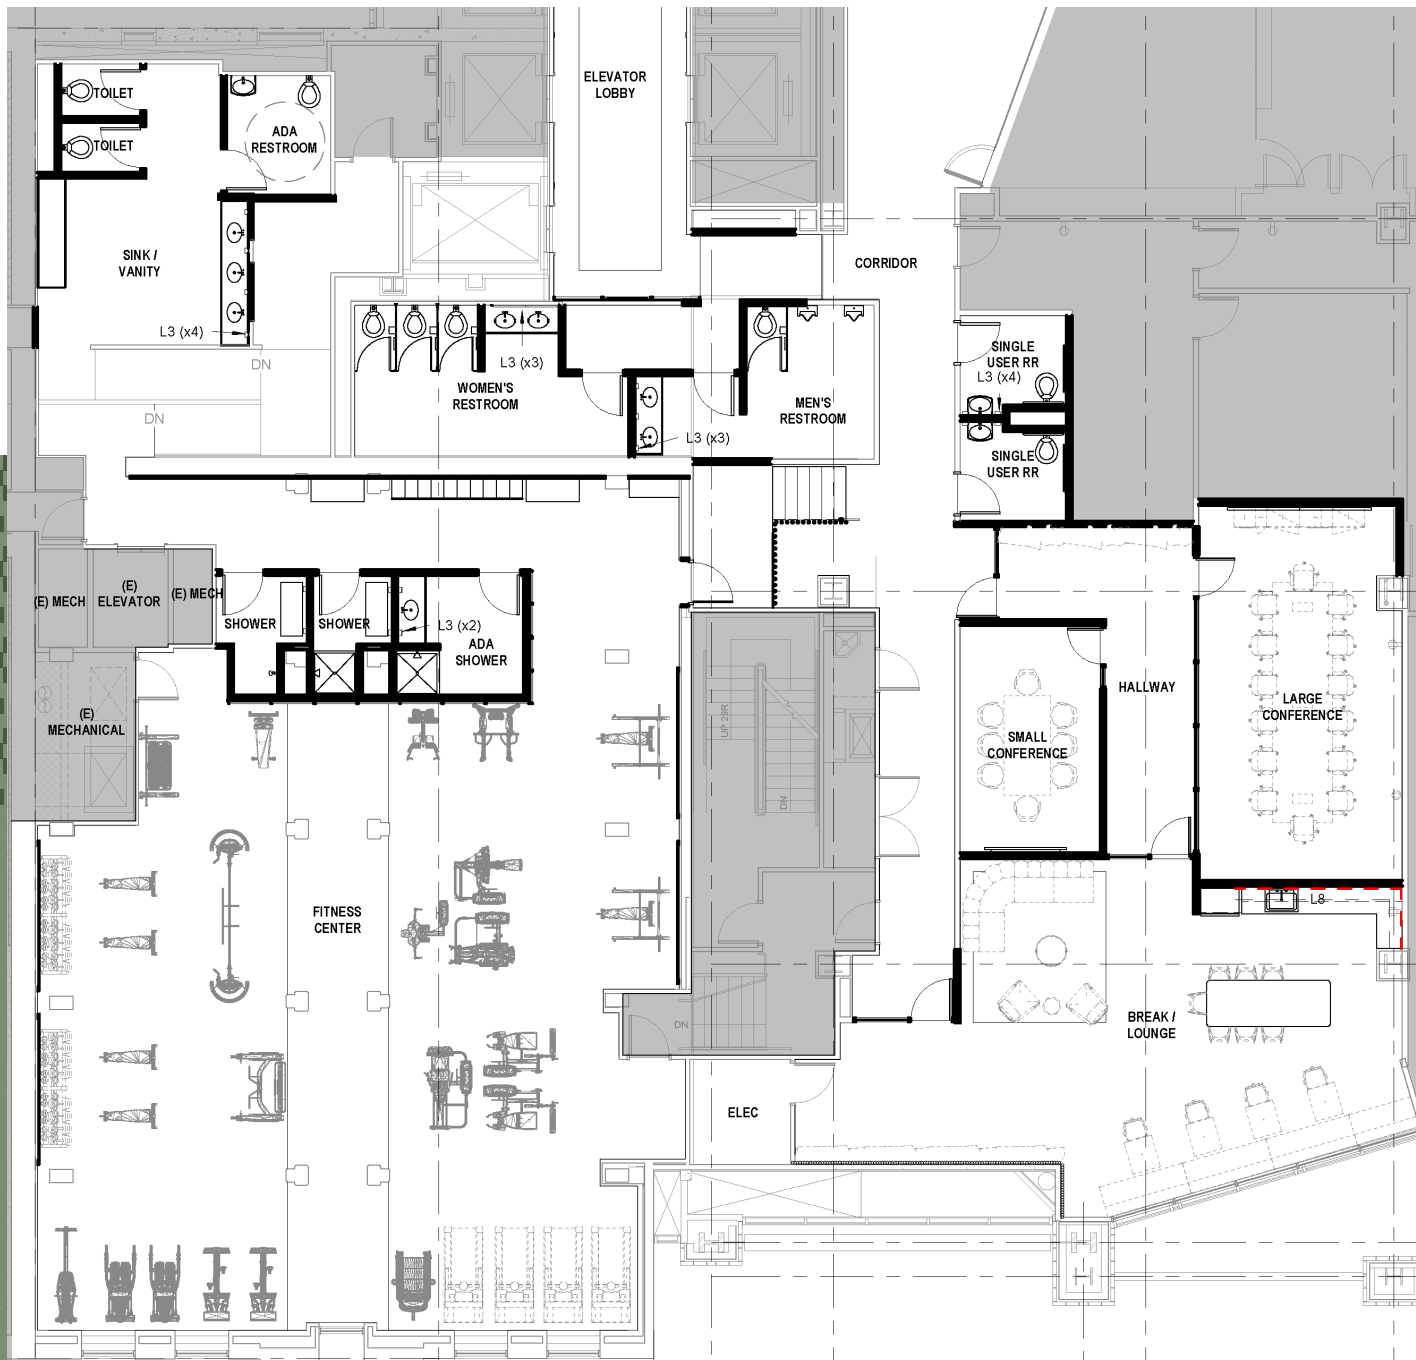 ELEVATOR
LOBBY
TOILET
TOILET
ADA
RESTROOM
SINK /
VANITY
CORRIDOR
L3 (x4)
DN
DN
L3 (x3)
WOMEN'S
RESTROOM
MEN'S
RESTROOM
L3 (x3)
SINGLE
USER RR
L3 (x4)
SINGLE
USER RR
(E) MECH
(E)
ELEVATOR
(E) MECH
SHOWER
SHOWER
L3 (x2)
ADA
SHOWER
(E)
MECHANICAL
UP 29R
DN
HALLWAY
SMALL
CONFERENCE
LARGE
CONFERENCE
L8
FITNESS
CENTER
DN
BREAK /
LOUNGE
ELEC